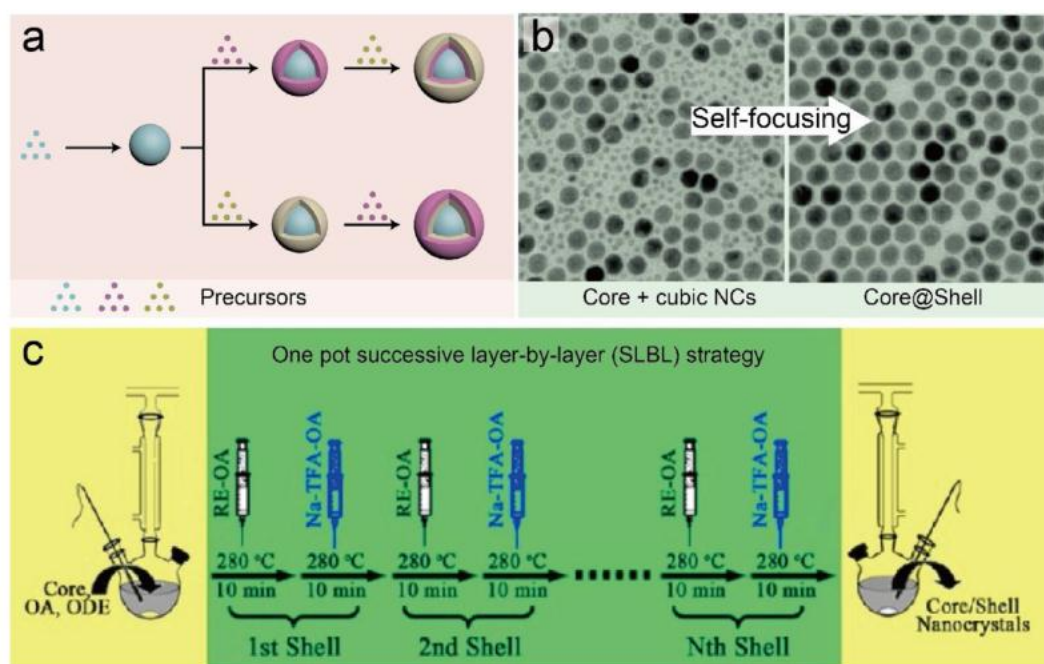 a
Precursors
b
Self-focusing
Core + cubic NCs
Core@Shell
c
One pot successive layer-by-layer (SLBL) strategy
RE-OA
Na-TFA-OA
RE-OA
Na-TFA-OA
RE-OA
Na-TFA-OA
Core,
OA, ODE
280 °C
280 °C
280 °C
280 °C
280 °C
280 °C
10 min
10 min
10 min
10 min
10 min
10 min
1st Shell
2nd Shell
Nth Shell
Core/Shell
Nanocrystals